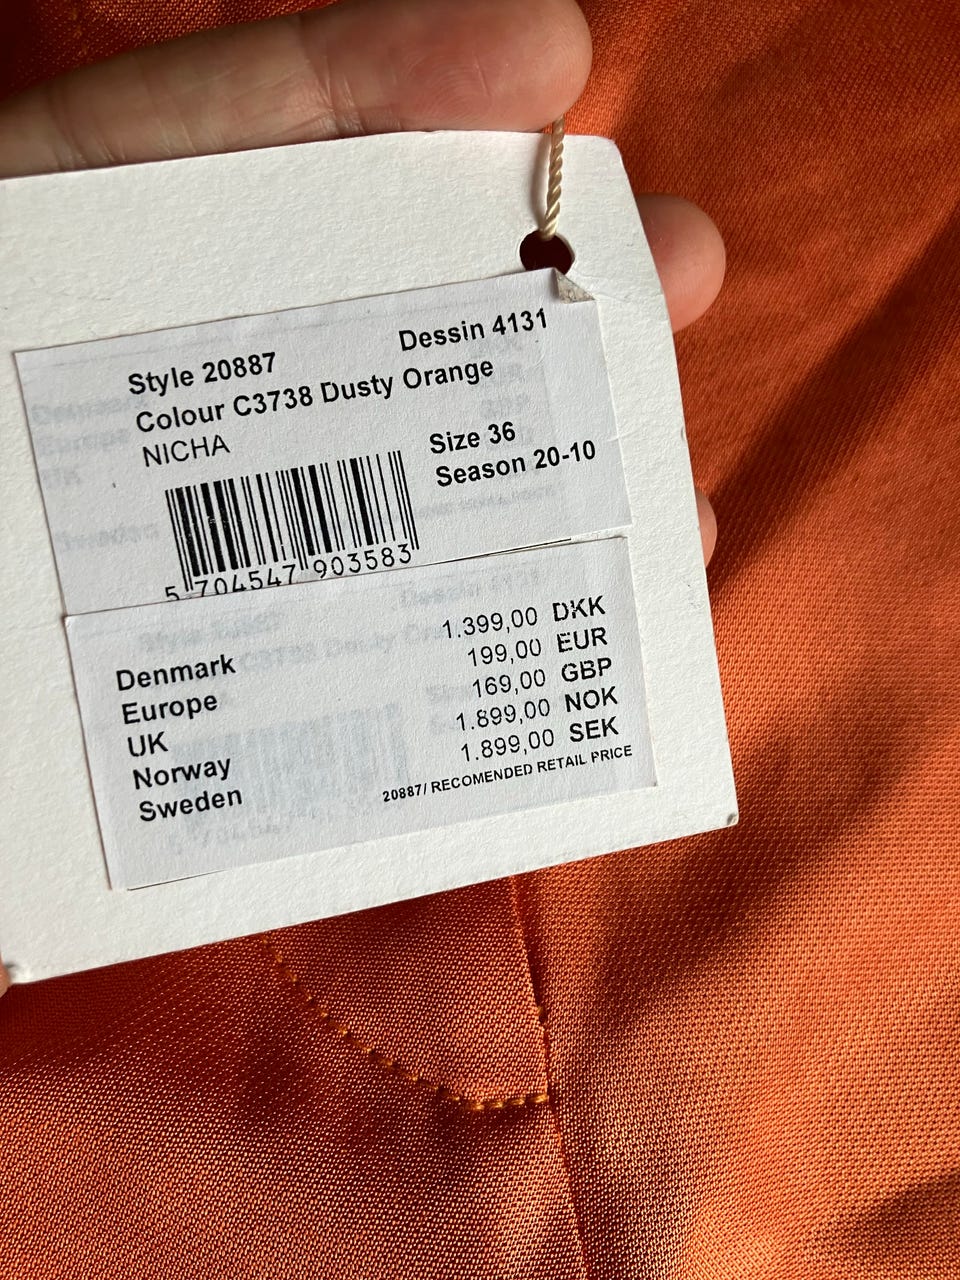 Style 20887 Dessin 4131
Colour C3738 Dusty Orange
NICHA
Size 36
Season 20-10
5 704547 903583
Denmark 1.399,00 DKK
Europe 199,00 EUR
UK 169,00 GBP
Norway 1.899,00 NOK
Sweden 1.899,00 SEK
20887/ RECOMENDED RETAIL PRICE